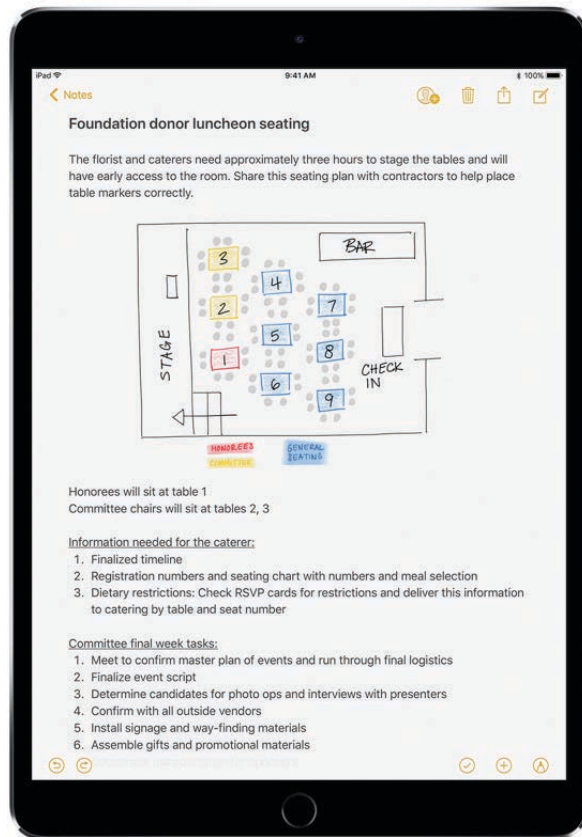 iPad
9:41 AM
100%
Notes
Foundation donor luncheon seating
The florist and caterers need approximately three hours to stage the tables and will
have early access to the room. Share this seating plan with contractors to help place
table markers correctly.
BAR
3
4
2
7
5
STAGE
1
8
CHECK
IN
6
9
HONOREES
GENERAL
SEATING
COMMITTEE
Honorees will sit at table 1
Committee chairs will sit at tables 2, 3
Information needed for the caterer:
1. Finalized timeline
2. Registration numbers and seating chart with numbers and meal selection
3. Dietary restrictions: Check RSVP cards for restrictions and deliver this information
to catering by table and seat number
Committee final week tasks:
1. Meet to confirm master plan of events and run through final logistics
2. Finalize event script
3. Determine candidates for photo ops and interviews with presenters
4. Confirm with all outside vendors
5. Install signage and way-finding materials
6. Assemble gifts and promotional materials